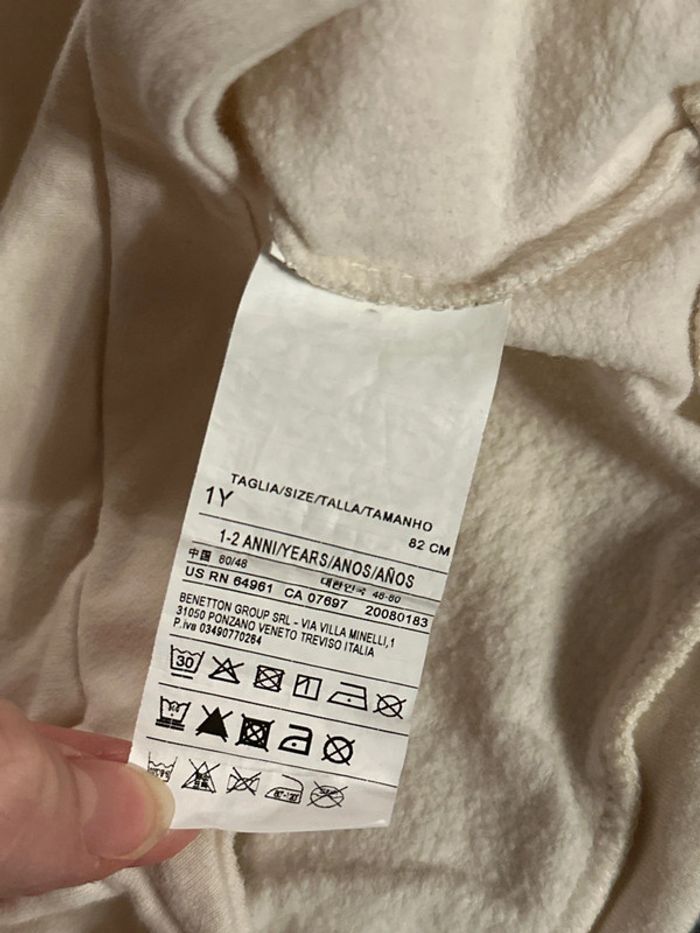 TAGLIA/SIZE/TALLA/TAMANHO
1Y 82 CM
1-2 ANNI/YEARS/ANOS/AÑOS
中国 80/48 대한민국 48-80
US RN 64961 CA 07697 20080183
BENETTON GROUP SRL - VIA VILLA MINELLI,1
31050 PONZANO VENETO TREVISO ITALIA
P.iva 03490770264
30 1